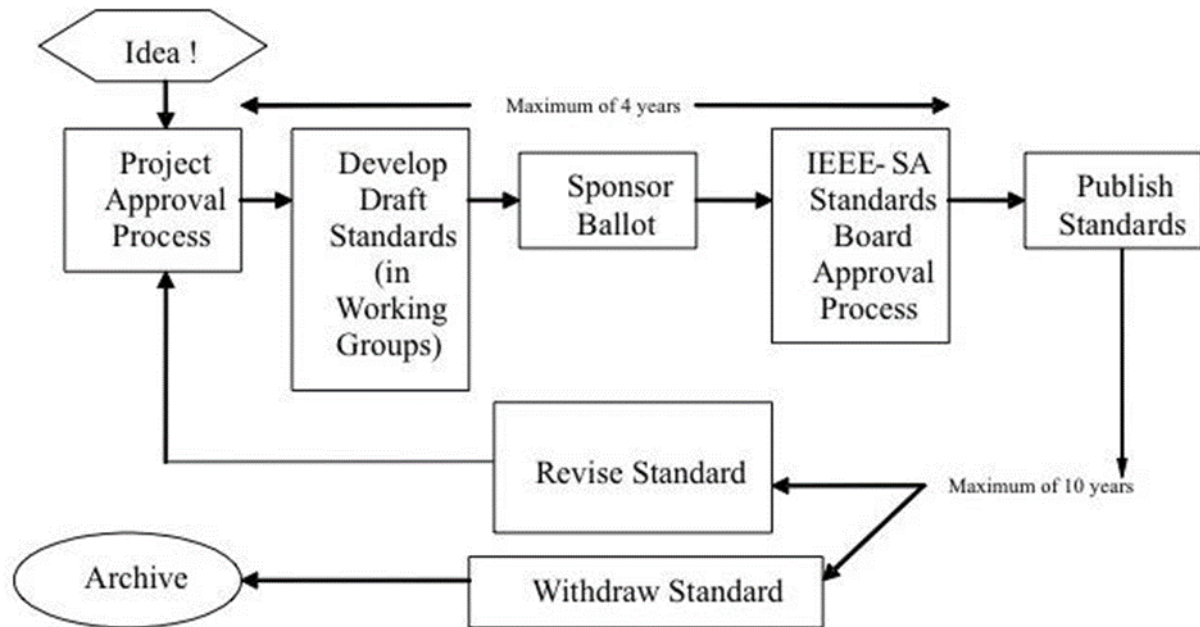 Idea !
Maximum of 4 years
Project
Approval
Process
Develop
Draft
Standards
(in
Working
Groups)
Sponsor
Ballot
IEEE- SA
Standards
Board
Approval
Process
Publish
Standards
Revise Standard
Maximum of 10 years
Archive
Withdraw Standard